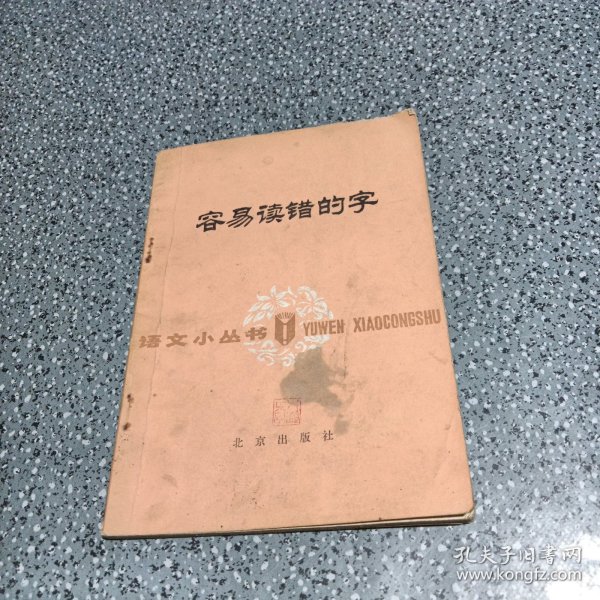 容易读错的字
语文小丛书 YUWEN XIAOCONGSHU
北京出版社
孔夫子旧书网
www.kongfz.com